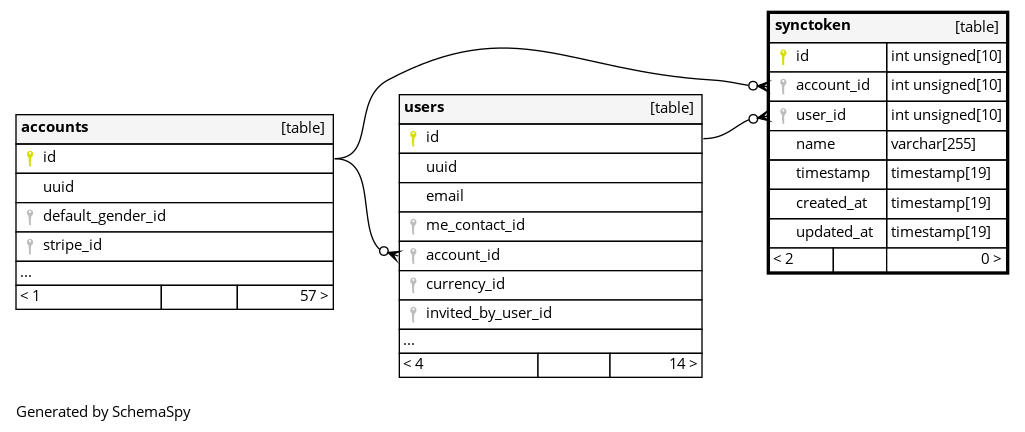 synctoken [table]
id int unsigned[10]
account_id int unsigned[10]
user_id int unsigned[10]
name varchar[255]
timestamp timestamp[19]
created_at timestamp[19]
updated_at timestamp[19]
< 2 0 >
users [table]
id
uuid
email
me_contact_id
account_id
currency_id
invited_by_user_id
...
< 4 14 >
accounts [table]
id
uuid
default_gender_id
stripe_id
...
< 1 57 >
Generated by SchemaSpy